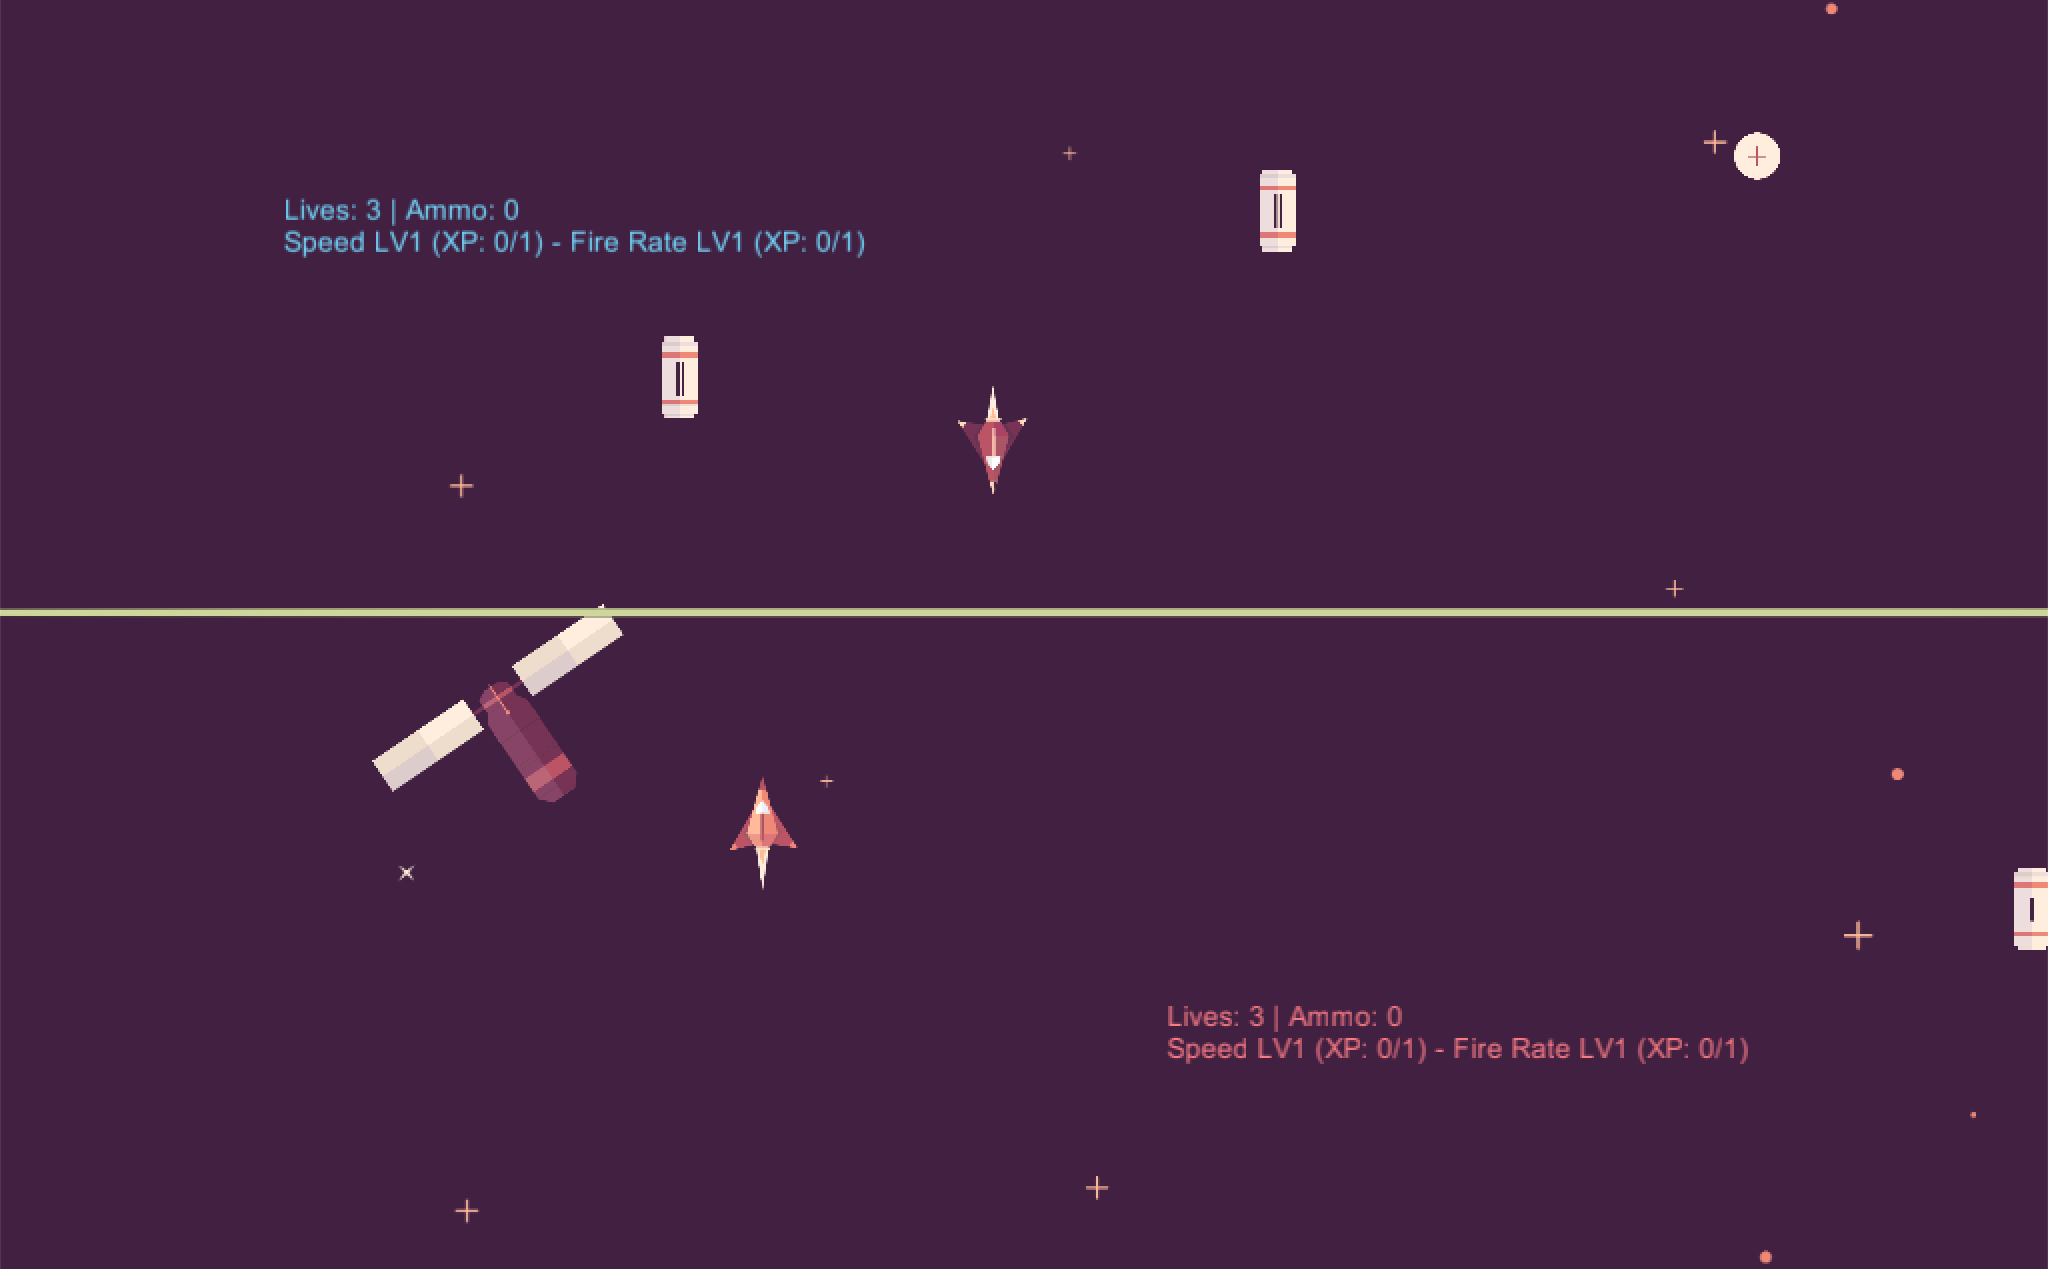 Lives: 3 | Ammo: 0
Speed LV1 (XP: 0/1) - Fire Rate LV1 (XP: 0/1)
Lives: 3 | Ammo: 0
Speed LV1 (XP: 0/1) - Fire Rate LV1 (XP: 0/1)